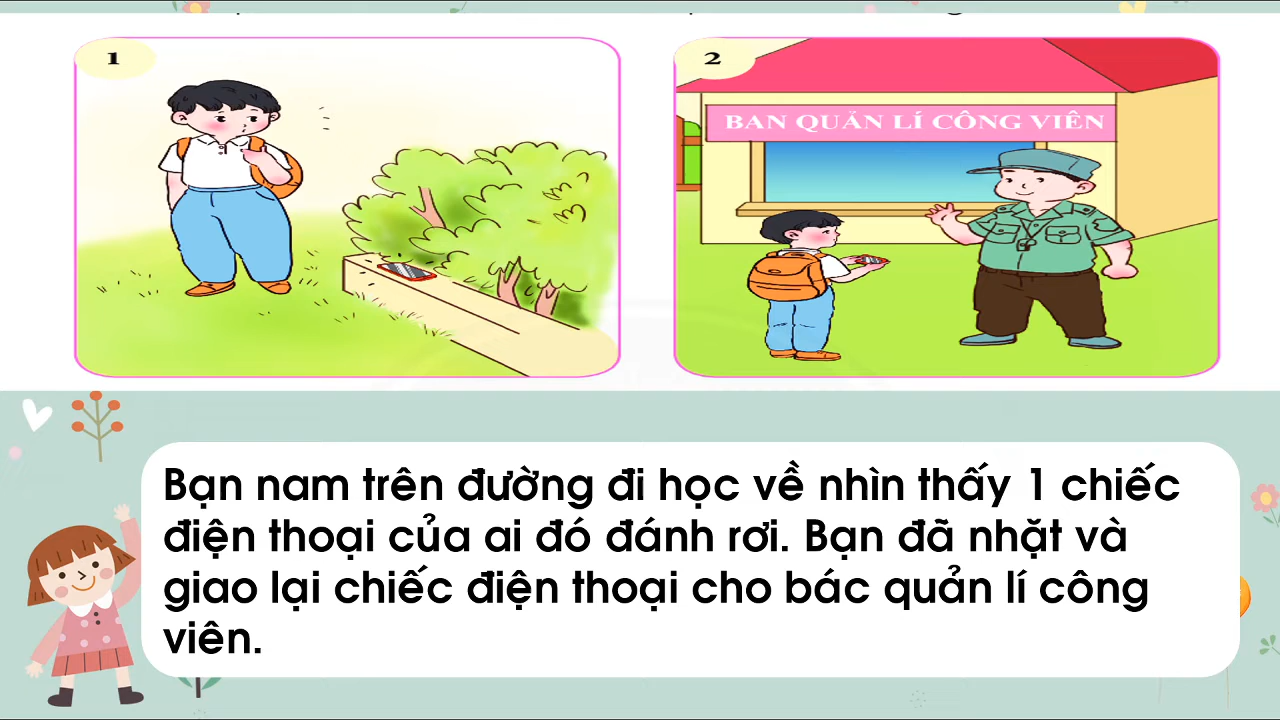 1
2
BAN QUẢN LÍ CÔNG VIÊN
Bạn nam trên đường đi học về nhìn thấy 1 chiếc
điện thoại của ai đó đánh rơi. Bạn đã nhặt và
giao lại chiếc điện thoại cho bác quản lí công
viên.